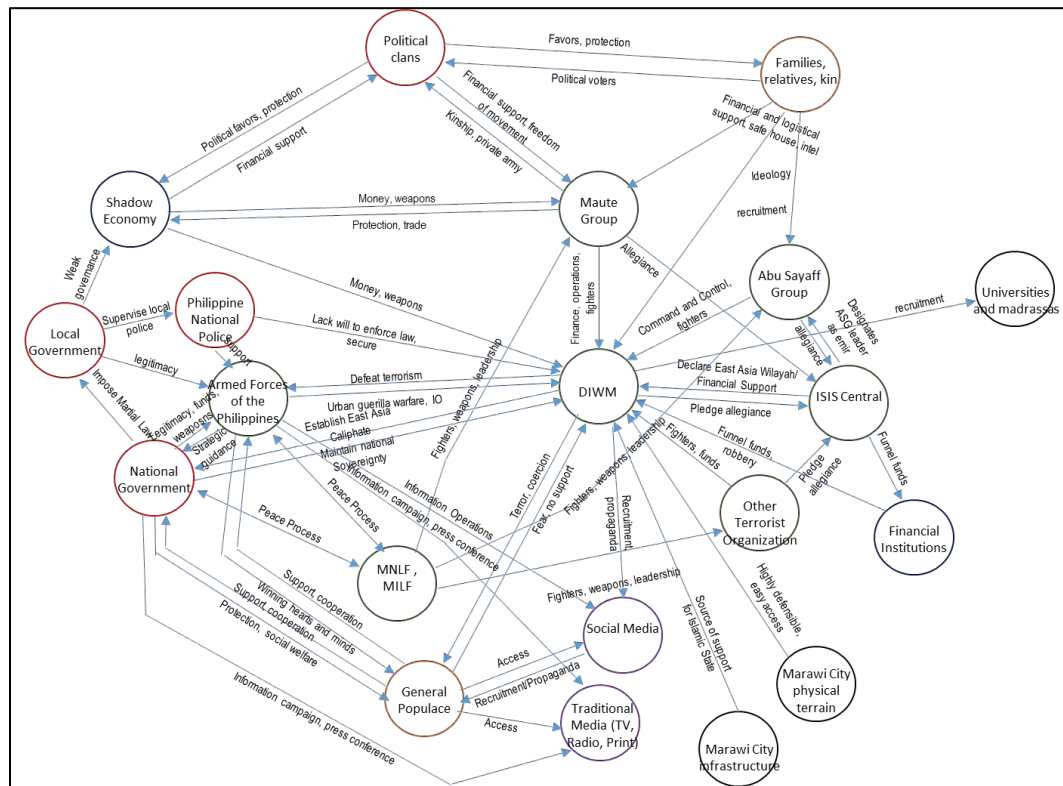 Political
clans
Favors, protection
Political voters
Families,
relatives, kin
Political favors, protection
Financial support
Financial support, freedom
of movement
Kinship, private army
Financial and logistical
support, safe house, intel
Ideology
recruitment
Shadow
Economy
Money, weapons
Protection, trade
Maute
Group
Allegiance
Weak
governance
Money, weapons
Finance, operations,
fighters
Command and Control,
fighters
Abu Sayaff
Group
Designates
ASG leader
as emir
allegiance
recruitment
Universities
and madrassas
Local
Government
Supervise local
police
Philippine
National
Police
Lack will to enforce law,
secure
support
legitimacy
Armed Forces
of the
Philippines
Defeat terrorism
Urban guerilla warfare, IO
DIWM
Declare East Asia Wilayah/
Financial Support
Pledge allegiance
ISIS Central
Impose Martial Law
Legitimacy, funds,
weapons
Strategic
guidance
Establish East Asia
Caliphate
Maintain national
Sovereignty
Fighters, weapons, leadership
Fighters, weapons, leadership
Fighters, funds
Funnel funds,
robbery
Pledge
allegiance
Funnel funds
National
Government
Peace Process
Peace Process
Information Operations
Information campaign, press conference
Terror, coercion
Fear, no support
Recruitment,
propaganda
Other
Terrorist
Organization
Financial
Institutions
MNLF ,
MILF
Fighters, weapons, leadership
Support, cooperation
Winning hearts and minds
Support, cooperation
Protection, social welfare
Information campaign, press conference
Social Media
Source of support
for Islamic State
Highly defensible,
easy access
Access
Recruitment/Propaganda
Access
General
Populace
Traditional
Media (TV,
Radio, Print)
Marawi City
physical
terrain
Marawi City
infrastructure